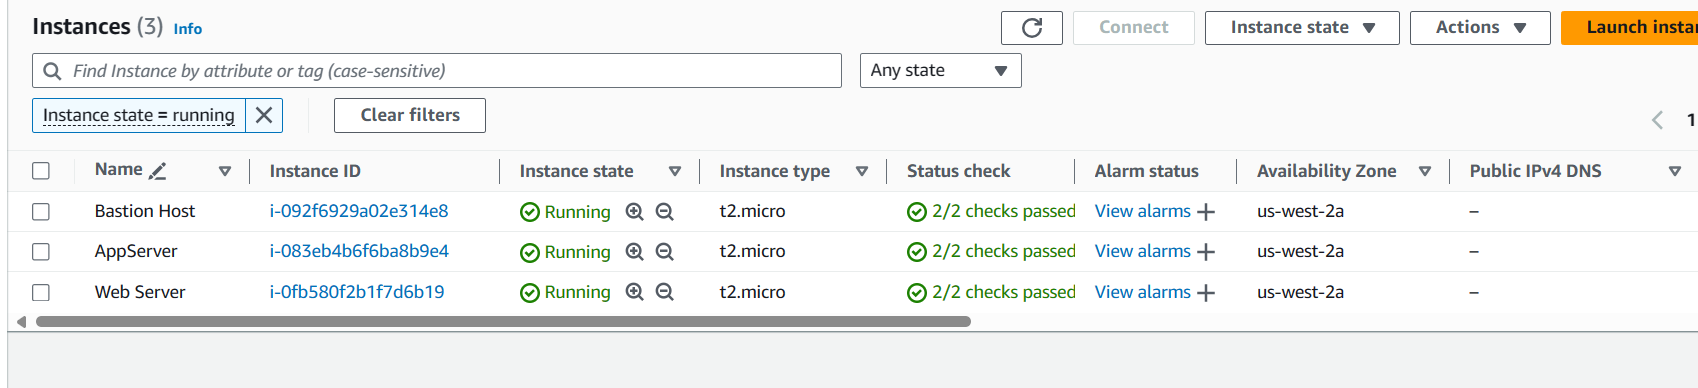 Instances (3) Info Connect Instance state Actions Launch
Find Instance by attribute or tag (case-sensitive) Any state
Instance state = running Clear filters 1
Name Instance ID Instance state Instance type Status check Alarm status Availability Zone Public IPv4 DNS
Bastion Host i-092f6929a02e314e8 Running t2.micro 2/2 checks passed View alarms + us-west-2a –
AppServer i-083eb4b6f6ba8b9e4 Running t2.micro 2/2 checks passed View alarms + us-west-2a –
Web Server i-0fb580f2b1f7d6b19 Running t2.micro 2/2 checks passed View alarms + us-west-2a –